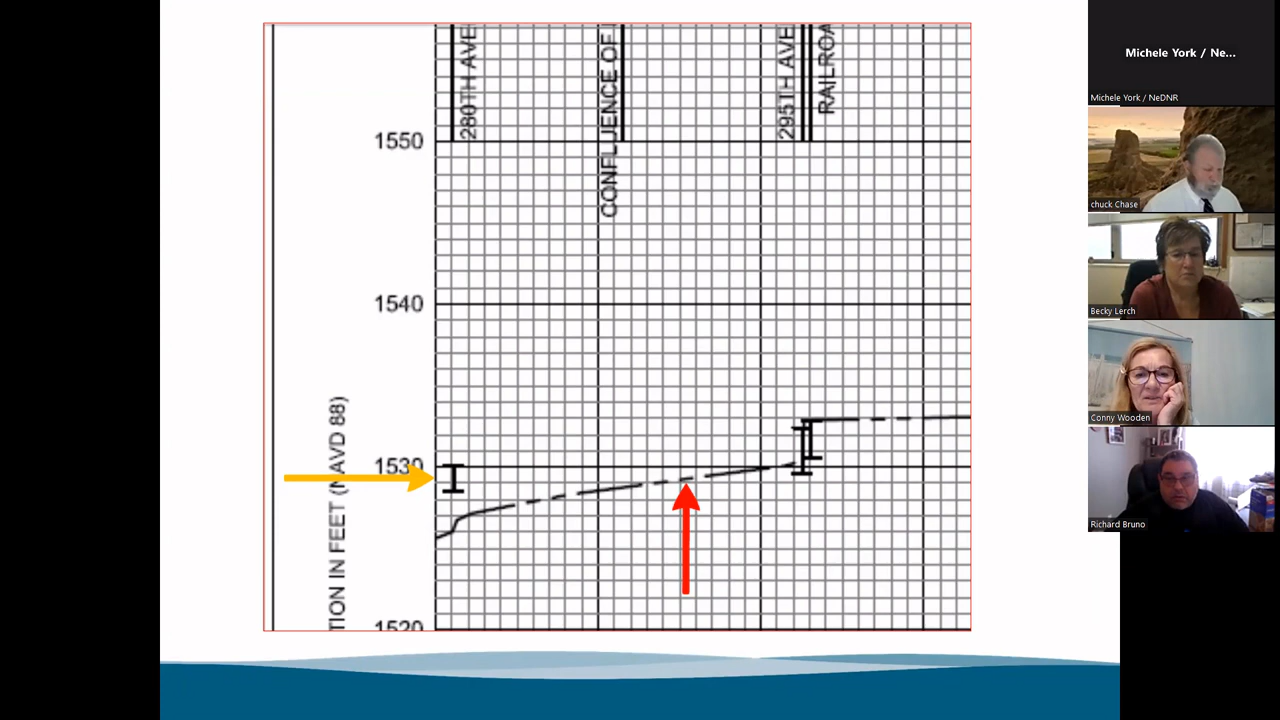 280TH AVE
CONFLUENCE OF
295TH AVE
RAILROA
1550
1540
1530
1520
TION IN FEET (NAVD 88)
Michele York / Ne...
Michele York / NeDNR
chuck Chase
Becky Lerch
Conny Wooden
Richard Bruno